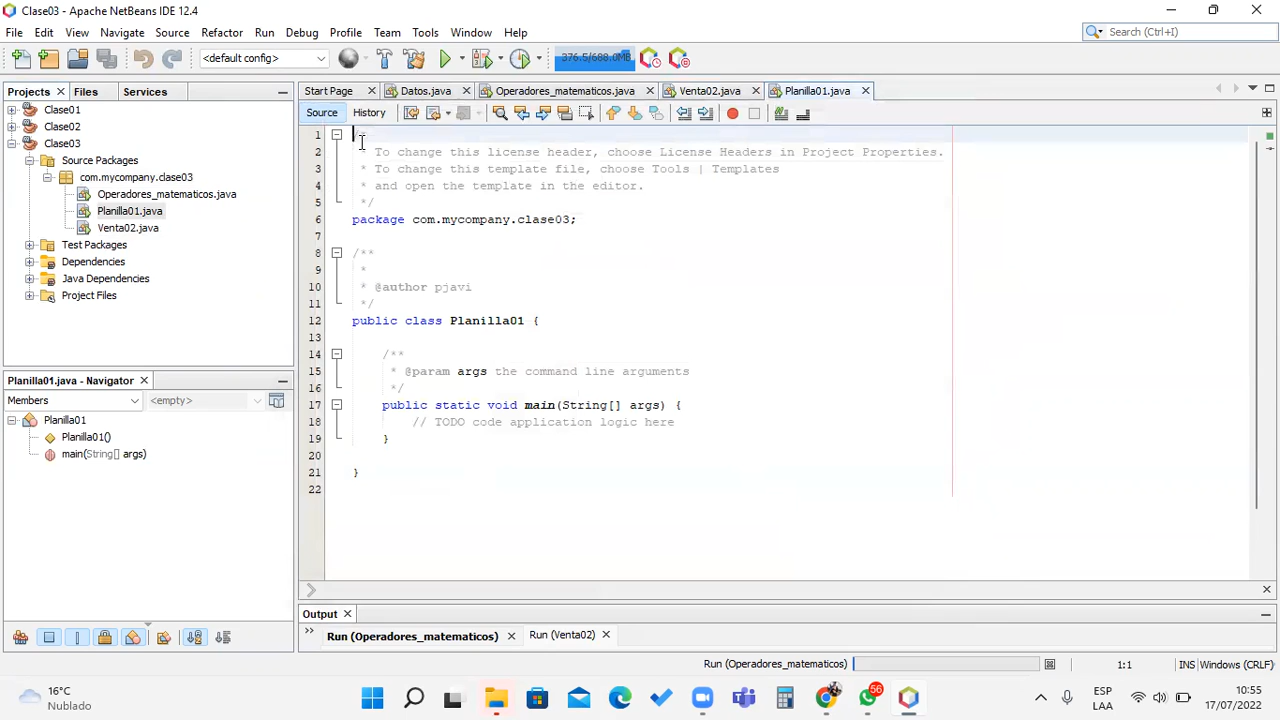 Clase03 - Apache NetBeans IDE 12.4
File Edit View Navigate Source Refactor Run Debug Profile Team Tools Window Help
Search (Ctrl+I)
<default config>
376.5/688.0MB
Projects Files Services
Start Page Datos.java Operadores_matematicos.java Venta02.java Planilla01.java
Source History
Clase01
Clase02
Clase03
Source Packages
com.mycompany.clase03
Operadores_matematicos.java
Planilla01.java
Venta02.java
Test Packages
Dependencies
Java Dependencies
Project Files
1 /*
2 * To change this license header, choose License Headers in Project Properties.
3 * To change this template file, choose Tools | Templates
4 * and open the template in the editor.
5 */
6 package com.mycompany.clase03;
7
8 /**
9 *
10 * @author pjavi
11 */
12 public class Planilla01 {
13
14 /**
15 * @param args the command line arguments
16 */
17 public static void main(String[] args) {
18 // TODO code application logic here
19 }
20
21 }
22
Planilla01.java - Navigator
Members <empty>
Planilla01
Planilla01()
main(String[] args)
Output
Run (Operadores_matematicos) Run (Venta02)
Run (Operadores_matematicos) 1:1 INS Windows (CRLF)
16°C
Nublado
56
ESP
LAA
10:55
17/07/2022